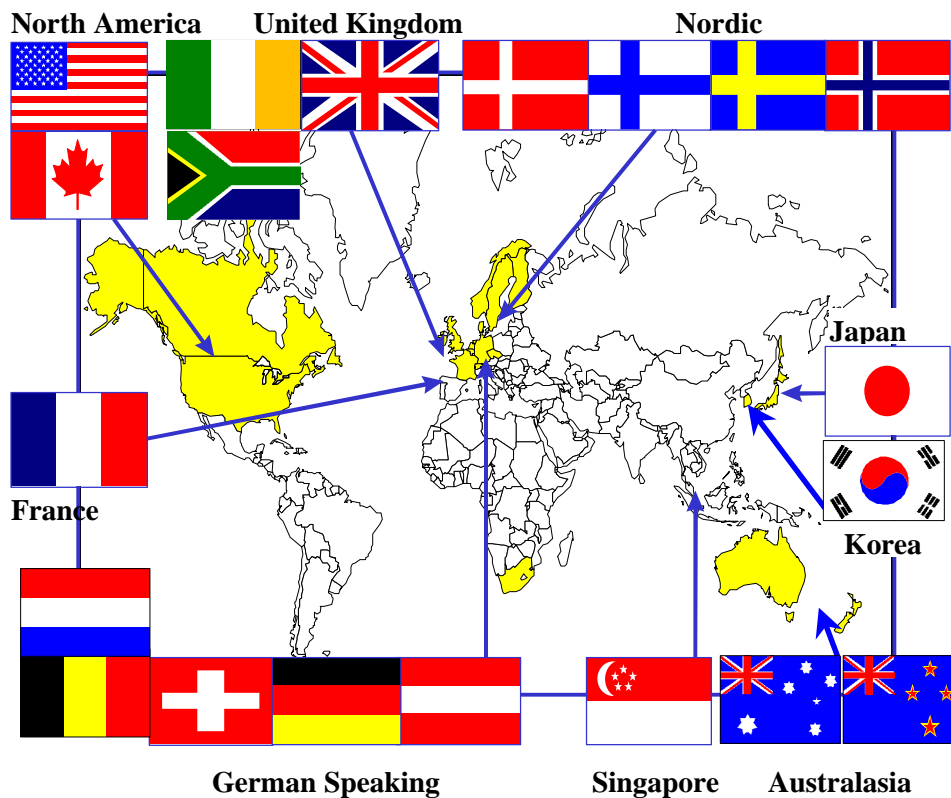 North America
United Kingdom
Nordic
Japan
France
Korea
German Speaking
Singapore
Australasia